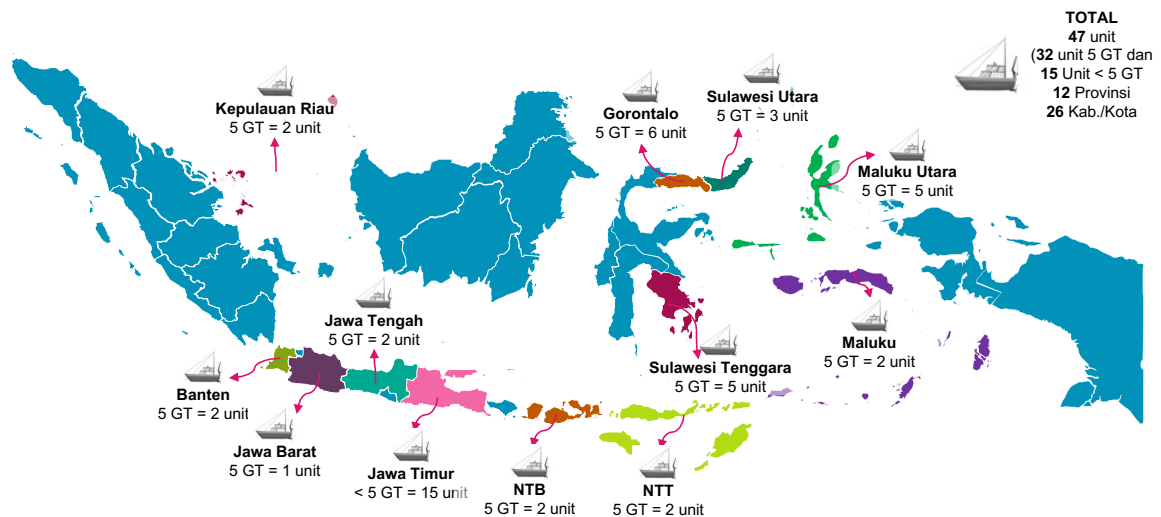 TOTAL
47 unit
(32 unit 5 GT dan
15 Unit < 5 GT
12 Provinsi
26 Kab./Kota
Kepulauan Riau
5 GT = 2 unit
Gorontalo
5 GT = 6 unit
Sulawesi Utara
5 GT = 3 unit
Maluku Utara
5 GT = 5 unit
Jawa Tengah
5 GT = 2 unit
Maluku
5 GT = 2 unit
Sulawesi Tenggara
5 GT = 5 unit
Banten
5 GT = 2 unit
Jawa Barat
5 GT = 1 unit
Jawa Timur
< 5 GT = 15 unit
NTB
5 GT = 2 unit
NTT
5 GT = 2 unit